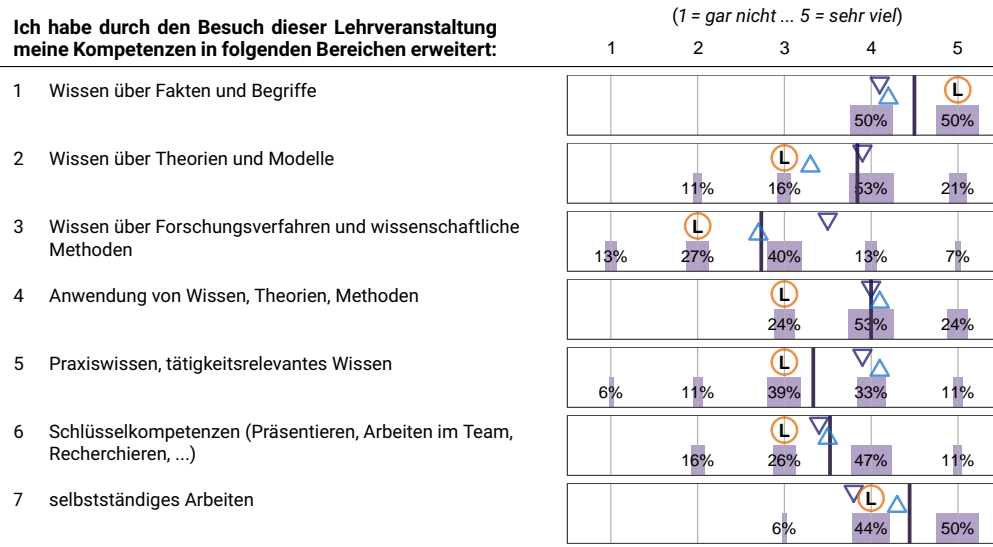 (1 = gar nicht ... 5 = sehr viel)
Ich habe durch den Besuch dieser Lehrveranstaltung
meine Kompetenzen in folgenden Bereichen erweitert:
1 2 3 4 5
1 Wissen über Fakten und Begriffe
L
50% 50%
2 Wissen über Theorien und Modelle
L
11% 16% 53% 21%
3 Wissen über Forschungsverfahren und wissenschaftliche
Methoden
L
13% 27% 40% 13% 7%
4 Anwendung von Wissen, Theorien, Methoden
L
24% 53% 24%
5 Praxiswissen, tätigkeitsrelevantes Wissen
L
6% 11% 39% 33% 11%
6 Schlüsselkompetenzen (Präsentieren, Arbeiten im Team,
Recherchieren, ...)
L
16% 26% 47% 11%
7 selbstständiges Arbeiten
L
6% 44% 50%